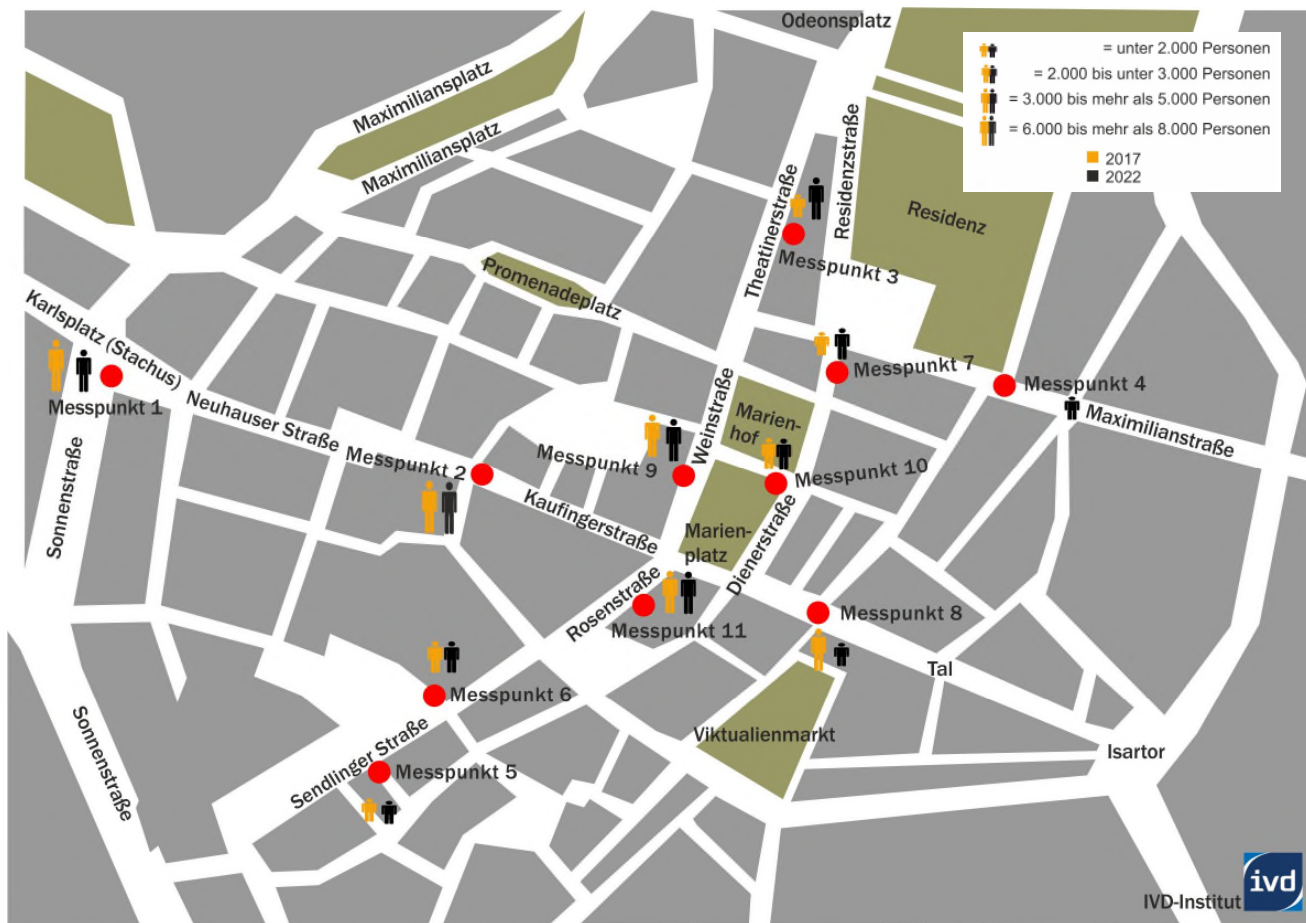 Odeonsplatz
= unter 2.000 Personen
= 2.000 bis unter 3.000 Personen
= 3.000 bis mehr als 5.000 Personen
= 6.000 bis mehr als 8.000 Personen
2017
2022
Maximiliansplatz
Maximiliansplatz
Theatinerstraße
Residenzstraße
Residenz
Messpunkt 3
Promenadeplatz
Karlsplatz (Stachus)
Messpunkt 1
Neuhauser Straße
Messpunkt 7
Messpunkt 4
Maximilianstraße
Marien-
hof
Weinstraße
Messpunkt 2
Messpunkt 9
Messpunkt 10
Sonnenstraße
Kaufingerstraße
Marien-
platz
Dienerstraße
Rosenstraße
Messpunkt 11
Messpunkt 8
Tal
Messpunkt 6
Sendlinger Straße
Viktualienmarkt
Isartor
Sonnenstraße
Messpunkt 5
IVD-Institut
ivd